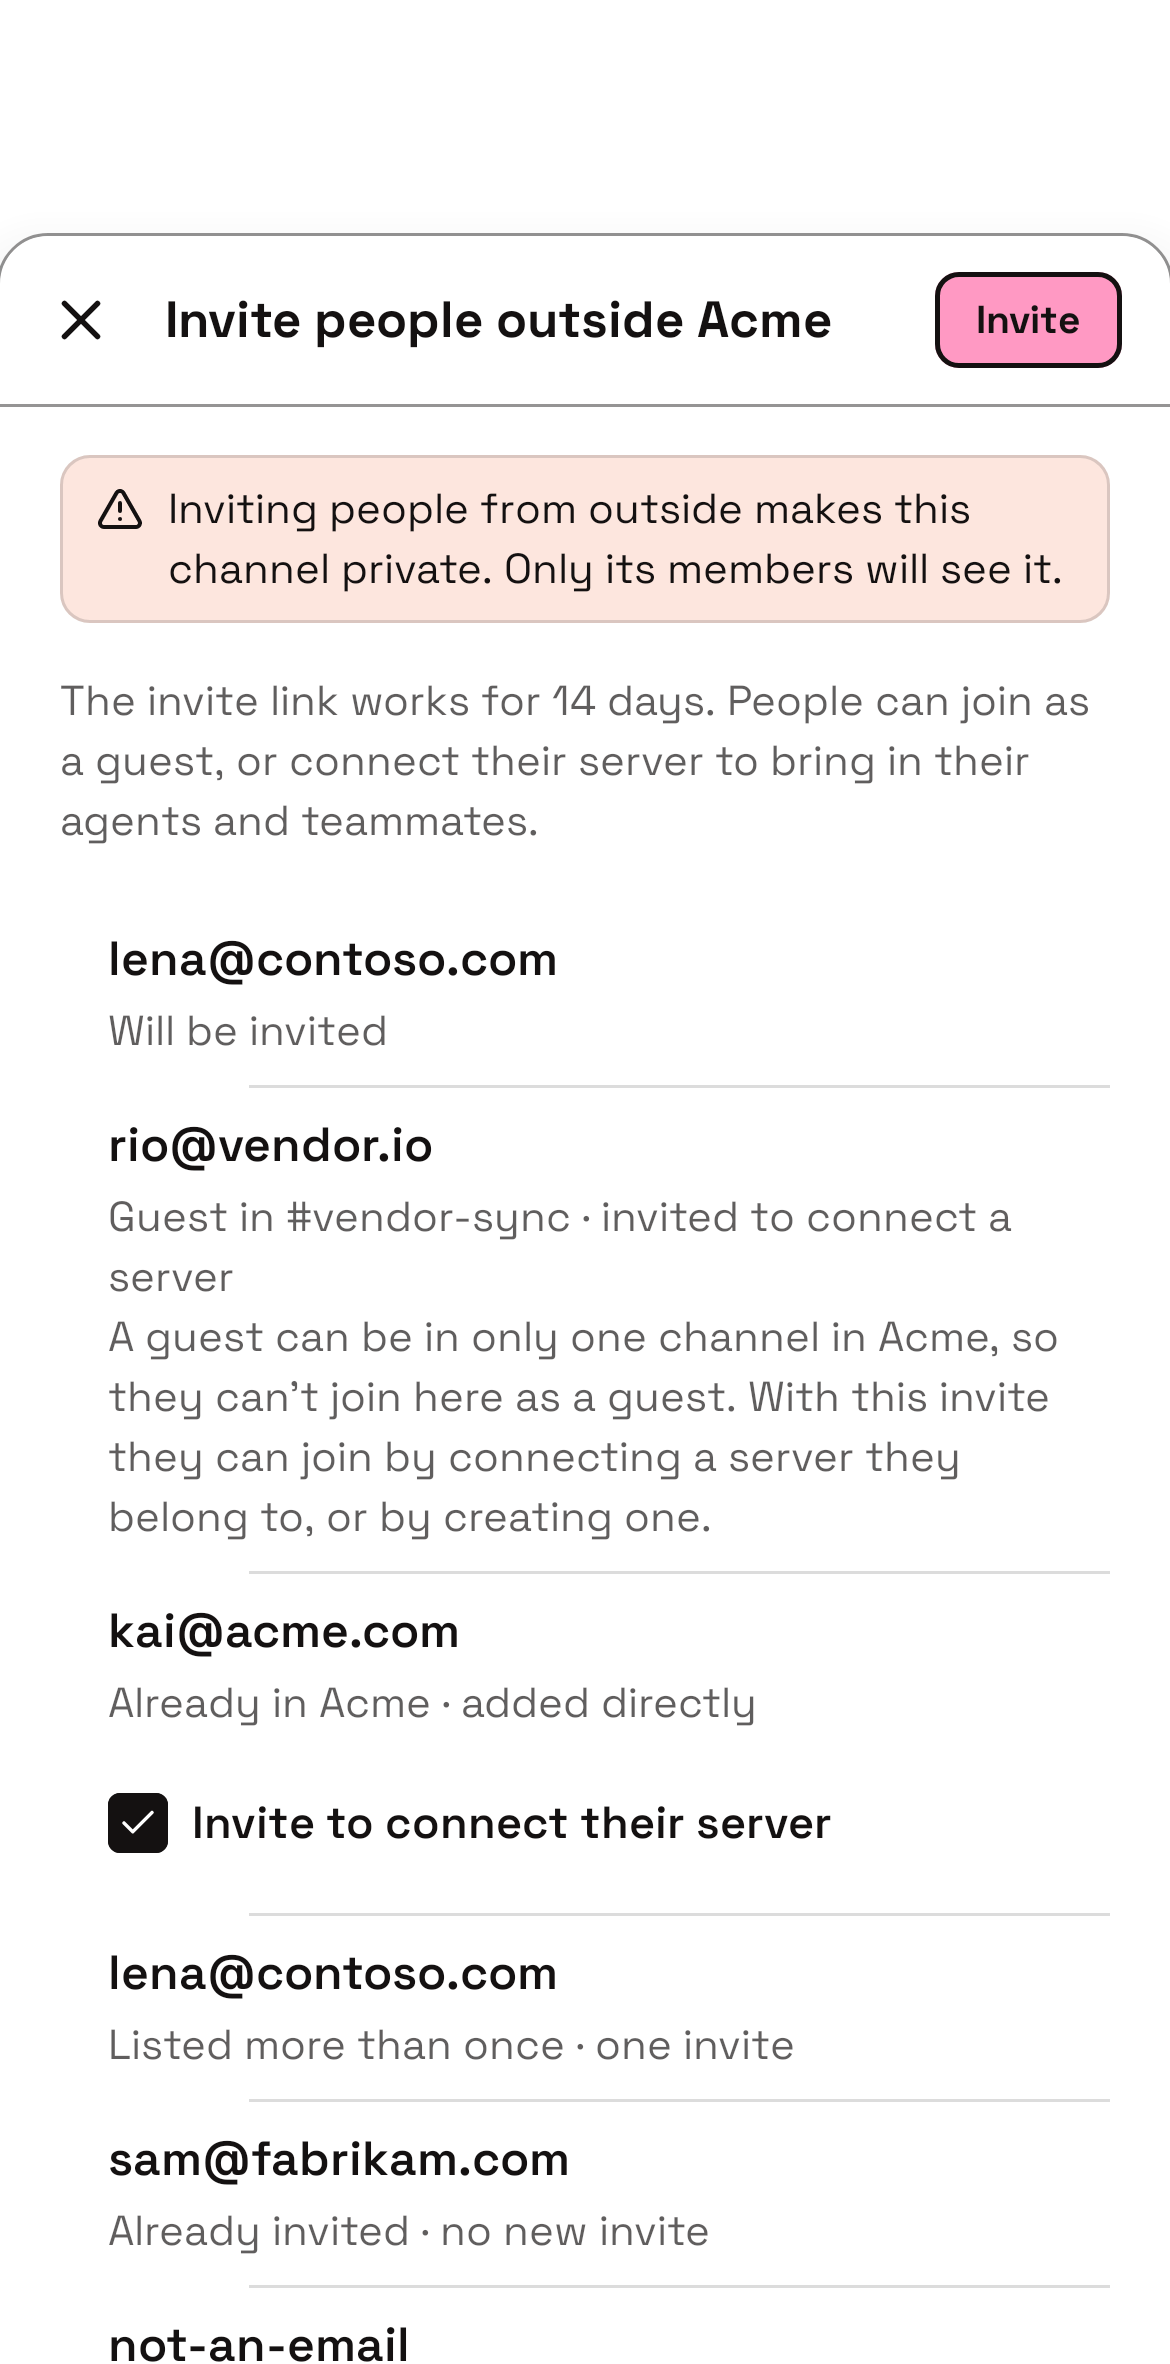 Invite people outside Acme
Invite
Inviting people from outside makes this
channel private. Only its members will see it.
The invite link works for 14 days. People can join as
a guest, or connect their server to bring in their
agents and teammates.
lena@contoso.com
Will be invited
rio@vendor.io
Guest in #vendor-sync · invited to connect a
server
A guest can be in only one channel in Acme, so
they can’t join here as a guest. With this invite
they can join by connecting a server they
belong to, or by creating one.
kai@acme.com
Already in Acme · added directly
Invite to connect their server
lena@contoso.com
Listed more than once · one invite
sam@fabrikam.com
Already invited · no new invite
not-an-email